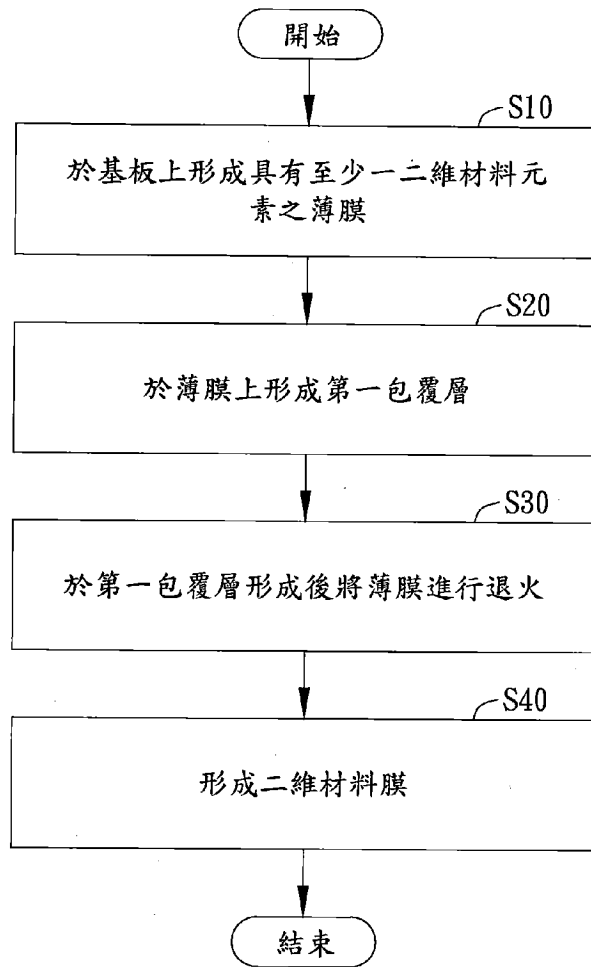 開始
S10
於基板上形成具有至少一二維材料元
素之薄膜
S20
於薄膜上形成第一包覆層
S30
於第一包覆層形成後將薄膜進行退火
S40
形成二維材料膜
結束